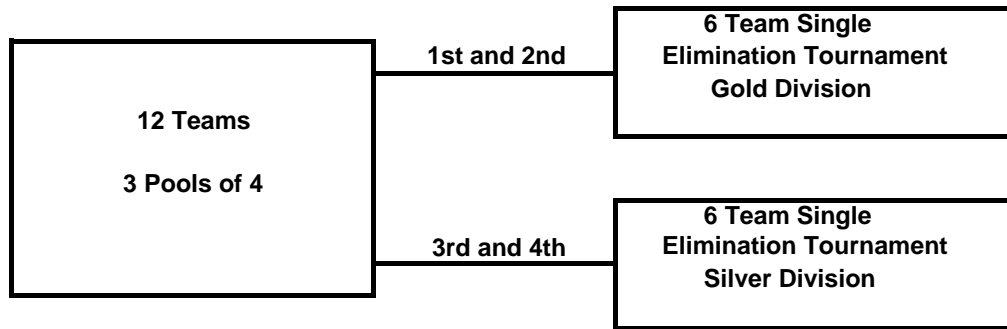 12 Teams
3 Pools of 4
1st and 2nd
6 Team Single
Elimination Tournament
Gold Division
3rd and 4th
6 Team Single
Elimination Tournament
Silver Division